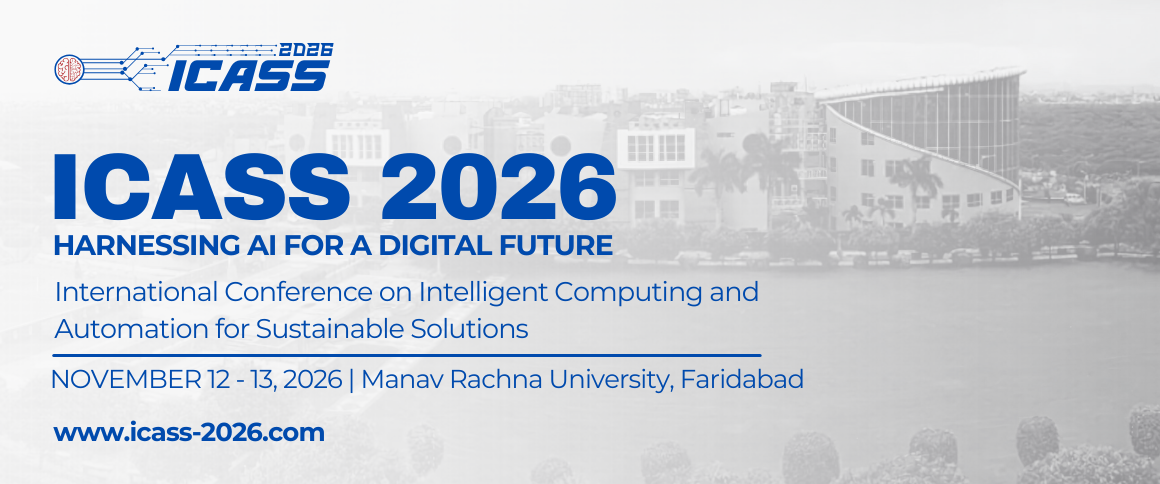 2026
ICASS
ICASS 2026
HARNESSING AI FOR A DIGITAL FUTURE
International Conference on Intelligent Computing and
Automation for Sustainable Solutions
NOVEMBER 12 - 13, 2026 | Manav Rachna University, Faridabad
www.icass-2026.com